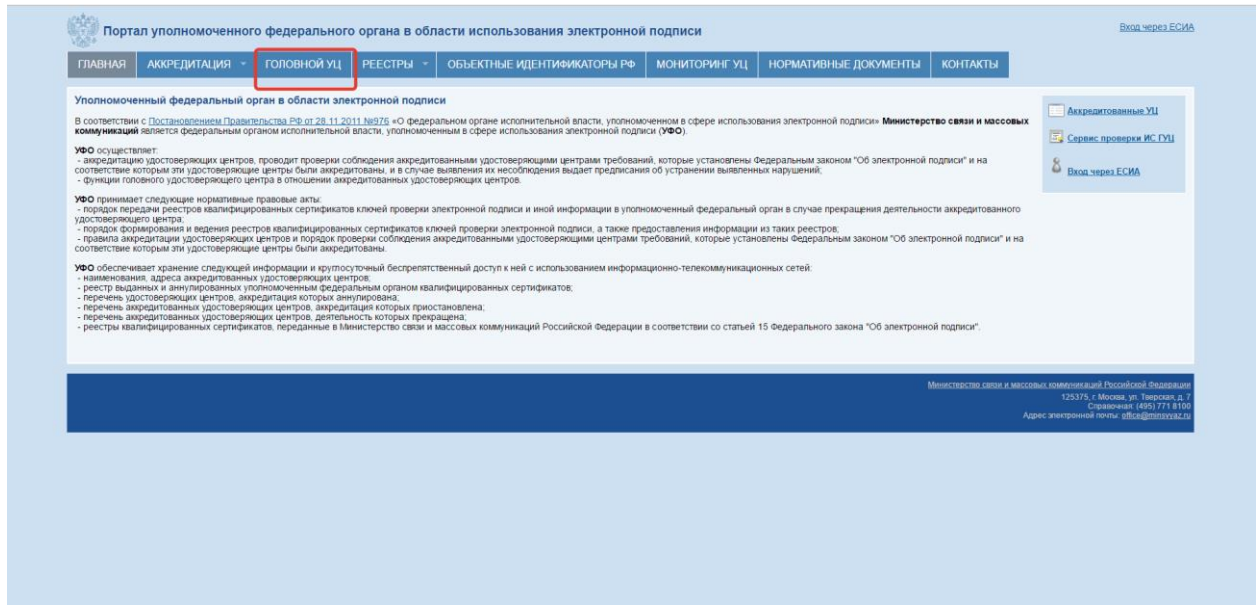 Портал уполномоченного федерального органа в области использования электронной подписи
Вход через ЕСИА
ГЛАВНАЯ АККРЕДИТАЦИЯ ГОЛОВНОЙ УЦ РЕЕСТРЫ ОБЪЕКТНЫЕ ИДЕНТИФИКАТОРЫ РФ МОНИТОРИНГ УЦ НОРМАТИВНЫЕ ДОКУМЕНТЫ КОНТАКТЫ
Уполномоченный федеральный орган в области электронной подписи
В соответствии с Постановлением Правительства РФ от 28.11.2011 №976 «О федеральном органе исполнительной власти, уполномоченном в сфере использования электронной подписи» Министерство связи и массовых
коммуникаций является федеральным органом исполнительной власти, уполномоченным в сфере использования электронной подписи (УФО).
УФО осуществляет:
- аккредитацию удостоверяющих центров, проводит проверки соблюдения аккредитованными удостоверяющими центрами требований, которые установлены Федеральным законом "Об электронной подписи" и на
соответствие которым эти удостоверяющие центры были аккредитованы, и в случае выявления их несоблюдения выдает предписания об устранении выявленных нарушений;
- функции головного удостоверяющего центра в отношении аккредитованных удостоверяющих центров.
УФО принимает следующие нормативные правовые акты:
- порядок передачи реестров квалифицированных сертификатов ключей проверки электронной подписи и иной информации в уполномоченный федеральный орган в случае прекращения деятельности аккредитованного
удостоверяющего центра;
- порядок формирования и ведения реестров квалифицированных сертификатов ключей проверки электронной подписи, а также предоставления информации из таких реестров;
- правила аккредитации удостоверяющих центров и порядок проверки соблюдения аккредитованными удостоверяющими центрами требований, которые установлены Федеральным законом "Об электронной подписи" и на
соответствие которым эти удостоверяющие центры были аккредитованы.
УФО обеспечивает хранение следующей информации и круглосуточный беспрепятственный доступ к ней с использованием информационно-телекоммуникационных сетей:
- наименования, адреса аккредитованных удостоверяющих центров;
- реестр выданных и аннулированных уполномоченным федеральным органом квалифицированных сертификатов;
- перечень удостоверяющих центров, аккредитация которых аннулирована;
- перечень аккредитованных удостоверяющих центров, аккредитация которых приостановлена;
- перечень аккредитованных удостоверяющих центров, деятельность которых прекращена;
- реестры квалифицированных сертификатов, переданные в Министерство связи и массовых коммуникаций Российской Федерации в соответствии со статьей 15 Федерального закона "Об электронной подписи".
Аккредитованные УЦ
Сервис проверки ИС ГУЦ
Вход через ЕСИА
Министерство связи и массовых коммуникаций Российской Федерации
125375, г. Москва, ул. Тверская, д. 7
Справочная: (495) 771 8100
Адрес электронной почты: office@minsvyaz.ru